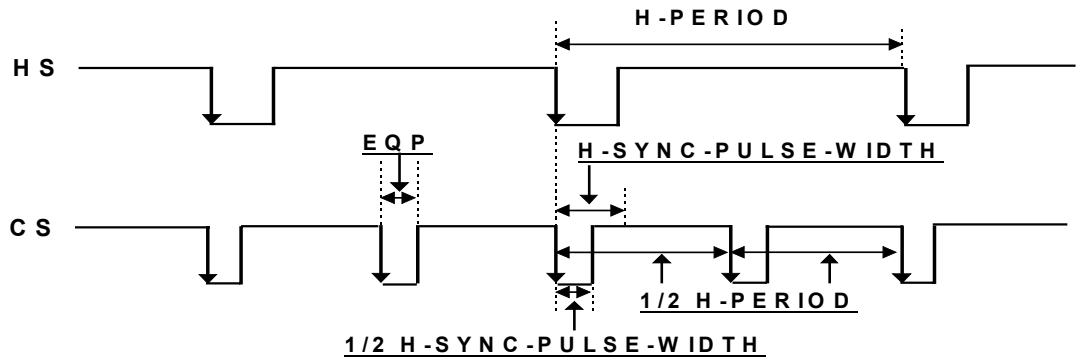 H-PERIOD
HS
EQP
H-SYNC-PULSE-WIDTH
CS
1/2 H-PERIOD
1/2 H-SYNC-PULSE-WIDTH